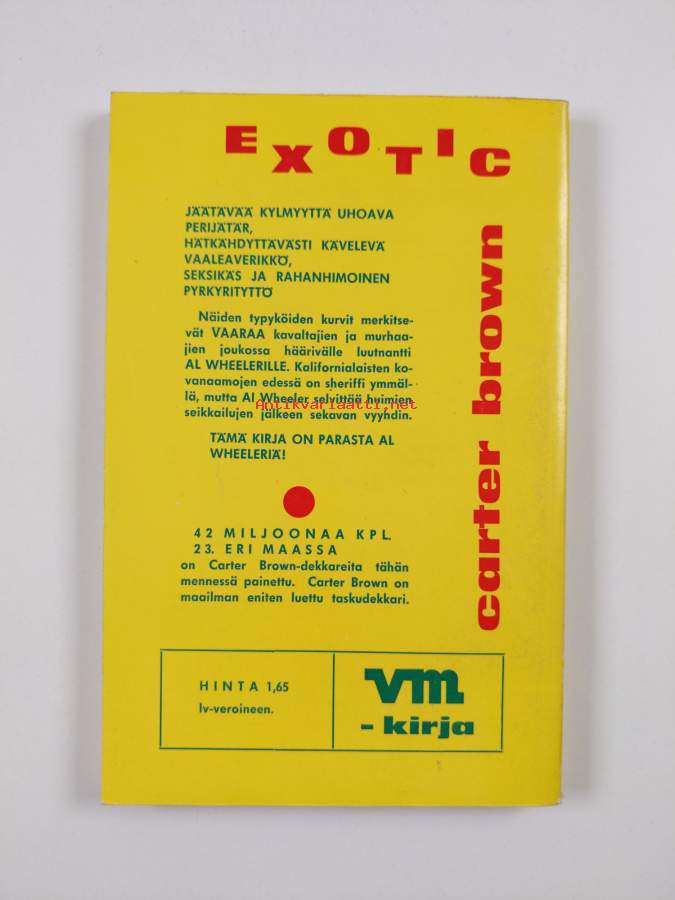 EXOTIC
carter brown
JÄÄTÄVÄÄ KYLMYYTTÄ UHOAVA
PERIJÄTÄR,
HÄTKÄHDYTTÄVÄSTI KÄVELEVÄ
VAALEAVERIKKÖ,
SEKSIKÄS JA RAHANHIMOINEN
PYRKYRITYTTÖ
Näiden typyköiden kurvit merkitse-
vät VAARAA kavaltajien ja murhaa-
jien joukossa häärivälle luutnantti
AL WHEELERILLE. Kalifornialaisten ko-
vanaamojen edessä on sheriffi ymmäl-
lä, mutta Al Wheeler selvittää huimien
Antikvariaatti.net
seikkailujen jälkeen sekavan vyyhdin.
TÄMÄ KIRJA ON PARASTA AL
WHEELERIÄ!
42 MILJOONAA KPL.
23. ERI MAASSA
on Carter Brown-dekkareita tähän
mennessä painettu. Carter Brown on
maailman eniten luettu taskudekkari.
HINTA 1,65
lv-veroineen.
VM
- kirja